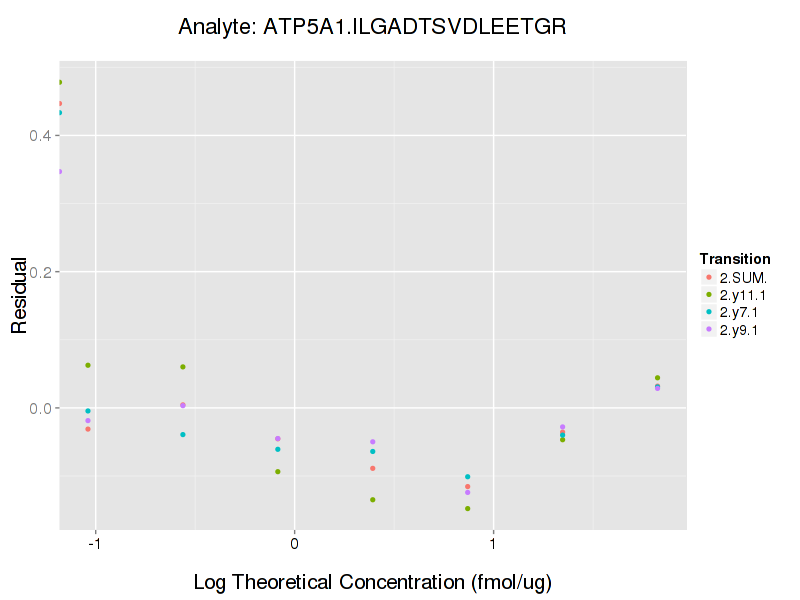 Analyte: ATP5A1.ILGADTSVDLEETGR
Residual
0.4
0.2
0.0
-1
0
1
Log Theoretical Concentration (fmol/ug)
Transition
2.SUM.
2.y11.1
2.y7.1
2.y9.1